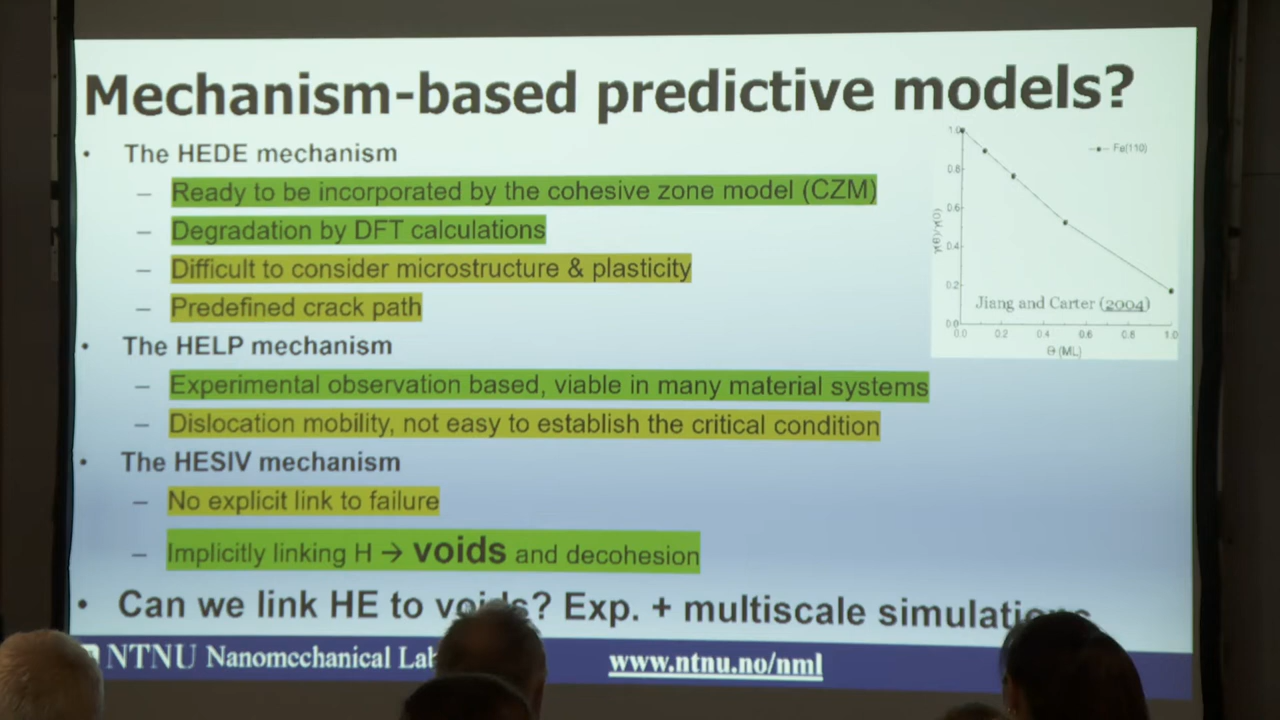 Mechanism-based predictive models?
• The HEDE mechanism
– Ready to be incorporated by the cohesive zone model (CZM)
– Degradation by DFT calculations
– Difficult to consider microstructure & plasticity
– Predefined crack path
• The HELP mechanism
– Experimental observation based, viable in many material systems
– Dislocation mobility, not easy to establish the critical condition
• The HESIV mechanism
– No explicit link to failure
– Implicitly linking H → voids and decohesion
• Can we link HE to voids? Exp. + multiscale simulations
NTNU Nanomechanical Lab
www.ntnu.no/nml
1.0
Fe(110)
0.8
0.6
0.4
0.2
0.0
γ(θ)/γ(0)
Jiang and Carter (2004)
0.0 0.2 0.4 0.6 0.8 1.0
Θ (ML)